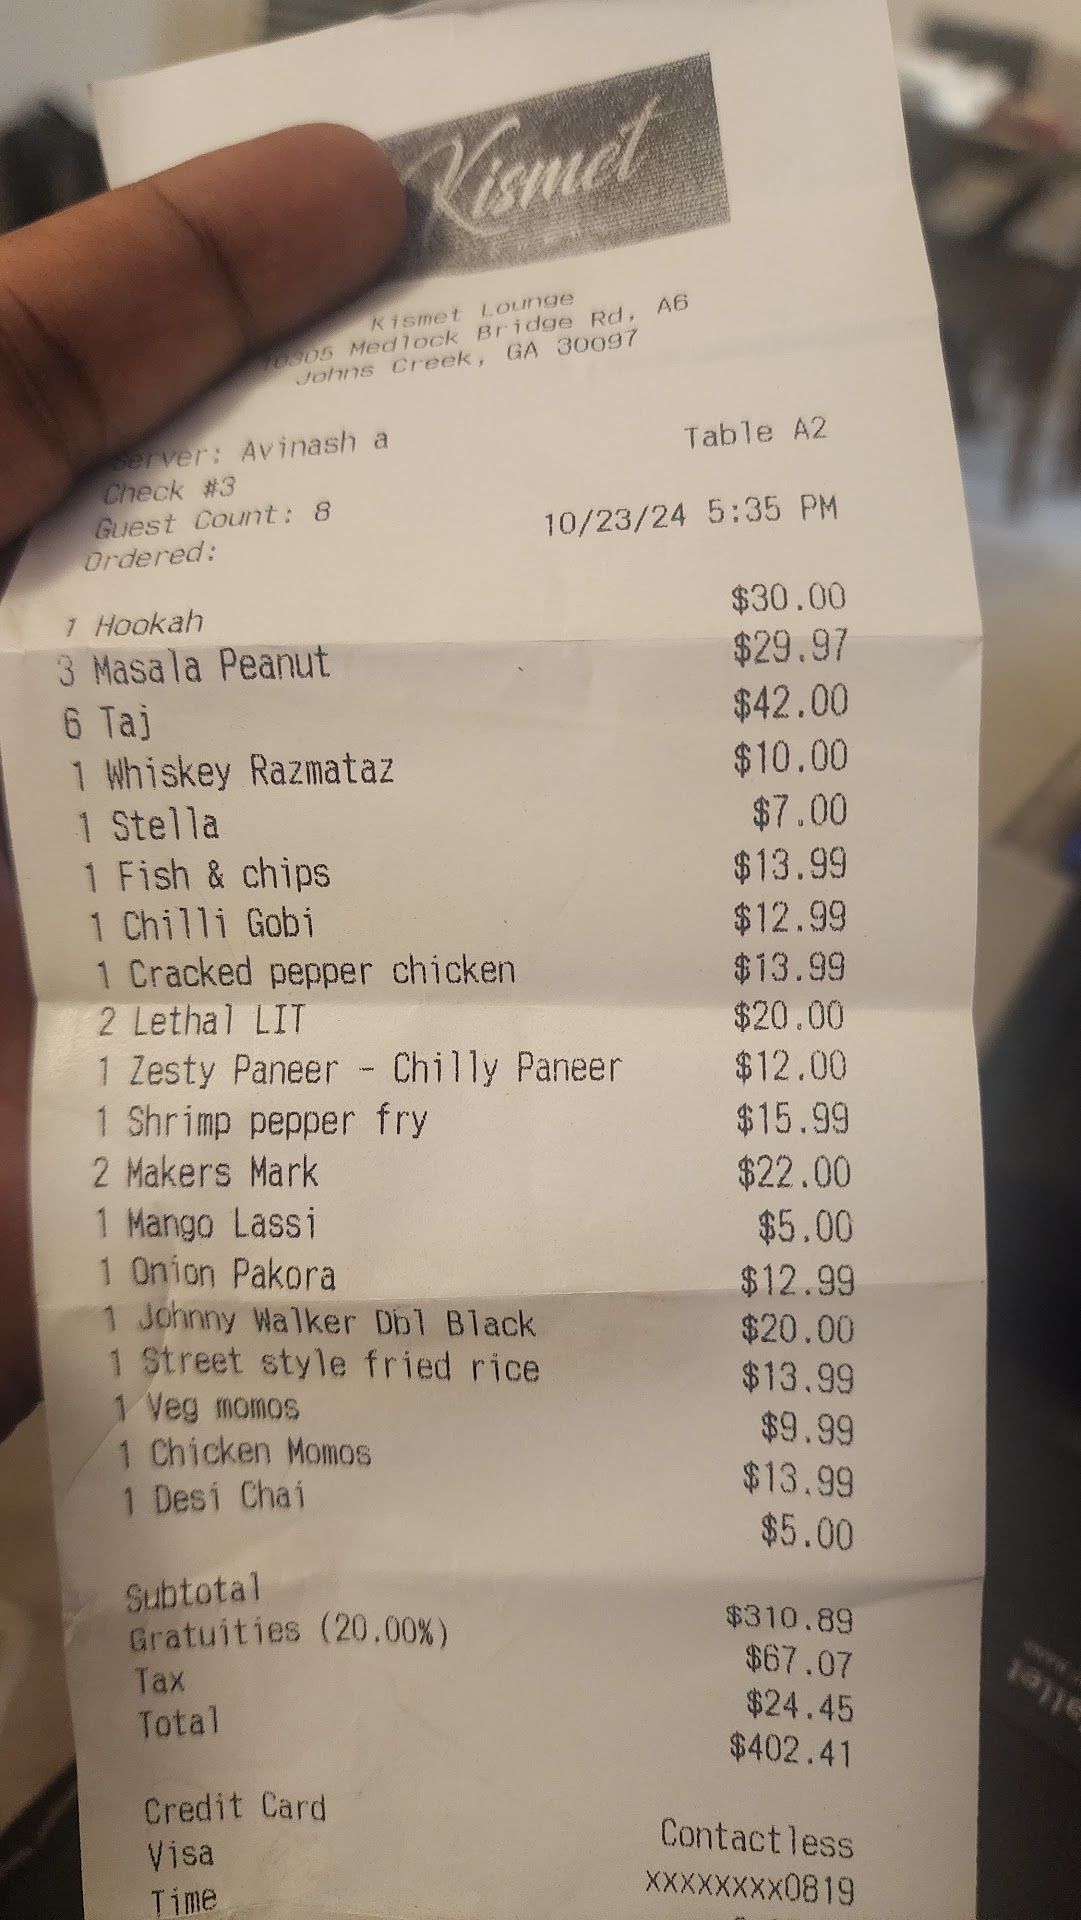 Kismet
Kismet Lounge
10305 Medlock Bridge Rd, A6
Johns Creek, GA 30097
Server: Avinash a
Table A2
Check #3
Guest Count: 8
Ordered:
10/23/24 5:35 PM
1 Hookah $30.00
3 Masala Peanut $29.97
6 Taj $42.00
1 Whiskey Razmataz $10.00
1 Stella $7.00
1 Fish & chips $13.99
1 Chilli Gobi $12.99
1 Cracked pepper chicken $13.99
2 Lethal LIT $20.00
1 Zesty Paneer - Chilly Paneer $12.00
1 Shrimp pepper fry $15.99
2 Makers Mark $22.00
1 Mango Lassi $5.00
1 Onion Pakora $12.99
1 Johnny Walker Dbl Black $20.00
1 Street style fried rice $13.99
1 Veg momos $9.99
1 Chicken Momos $13.99
1 Desi Chai $5.00
Subtotal $310.89
Gratuities (20.00%) $67.07
Tax $24.45
Total $402.41
Credit Card Contactless
Visa xxxxxxxx0819
Time